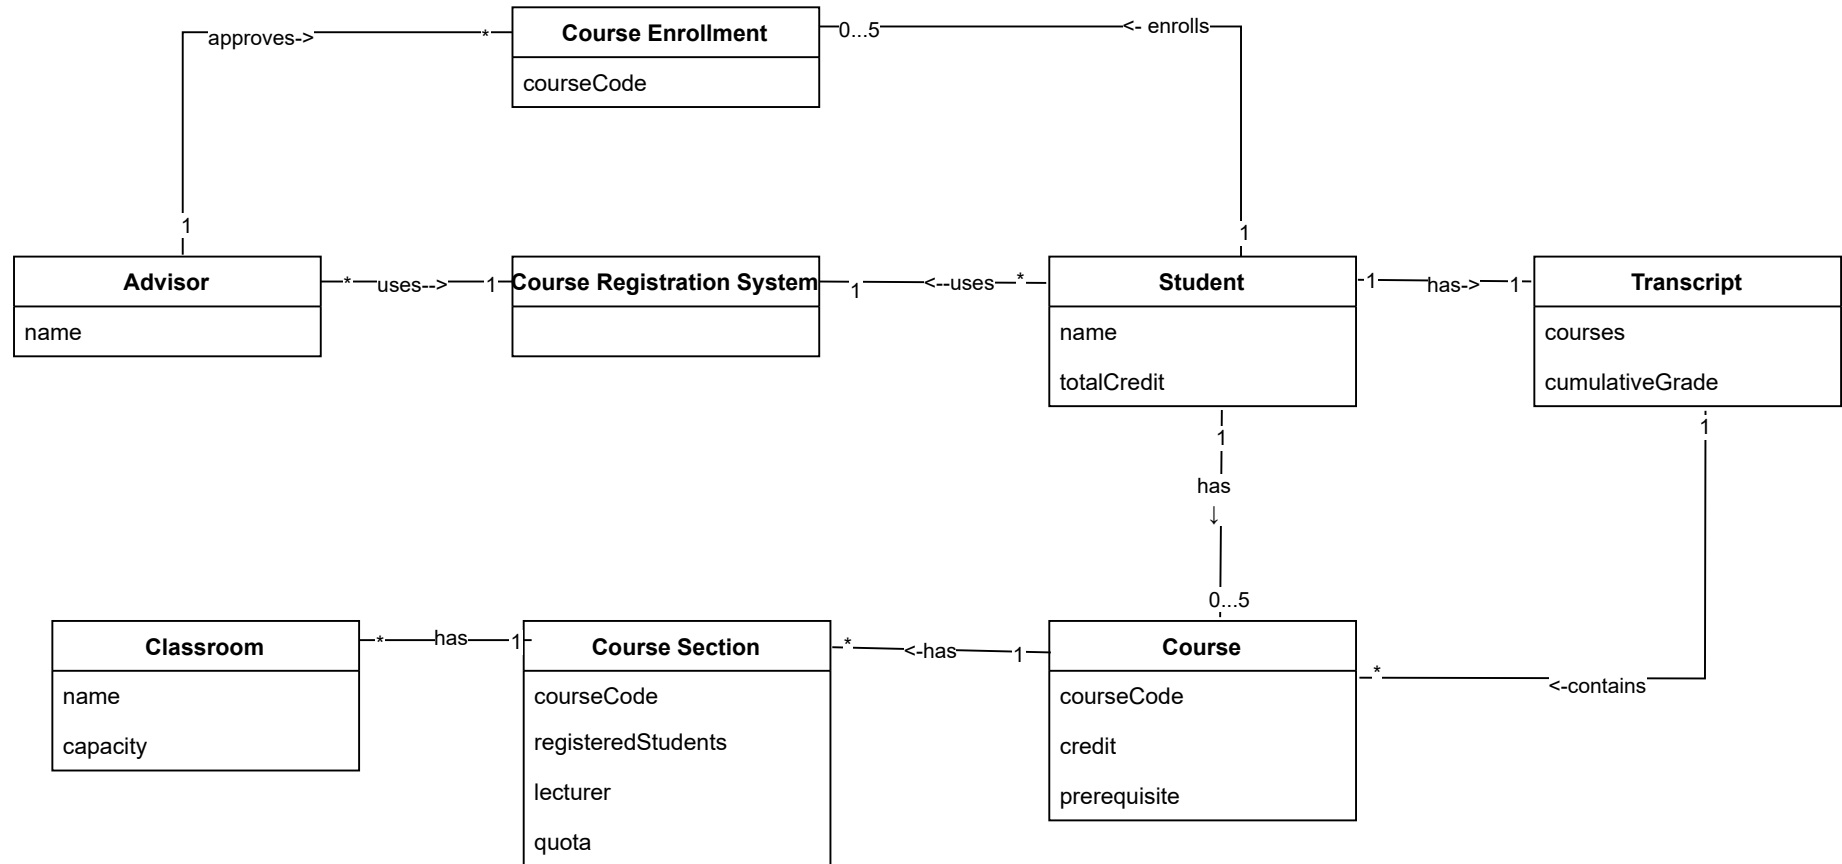 Course Enrollment
courseCode
approves->
*
0...5
<- enrolls
1
1
Advisor
name
*
uses-->
1
Course Registration System
1
<--uses
*
Student
name
totalCredit
1
has->
1
Transcript
courses
cumulativeGrade
1
has
↓
0...5
1
Classroom
name
capacity
*
has
1
Course Section
courseCode
registeredStudents
lecturer
quota
*
<-has
1
Course
courseCode
credit
prerequisite
*
<-contains